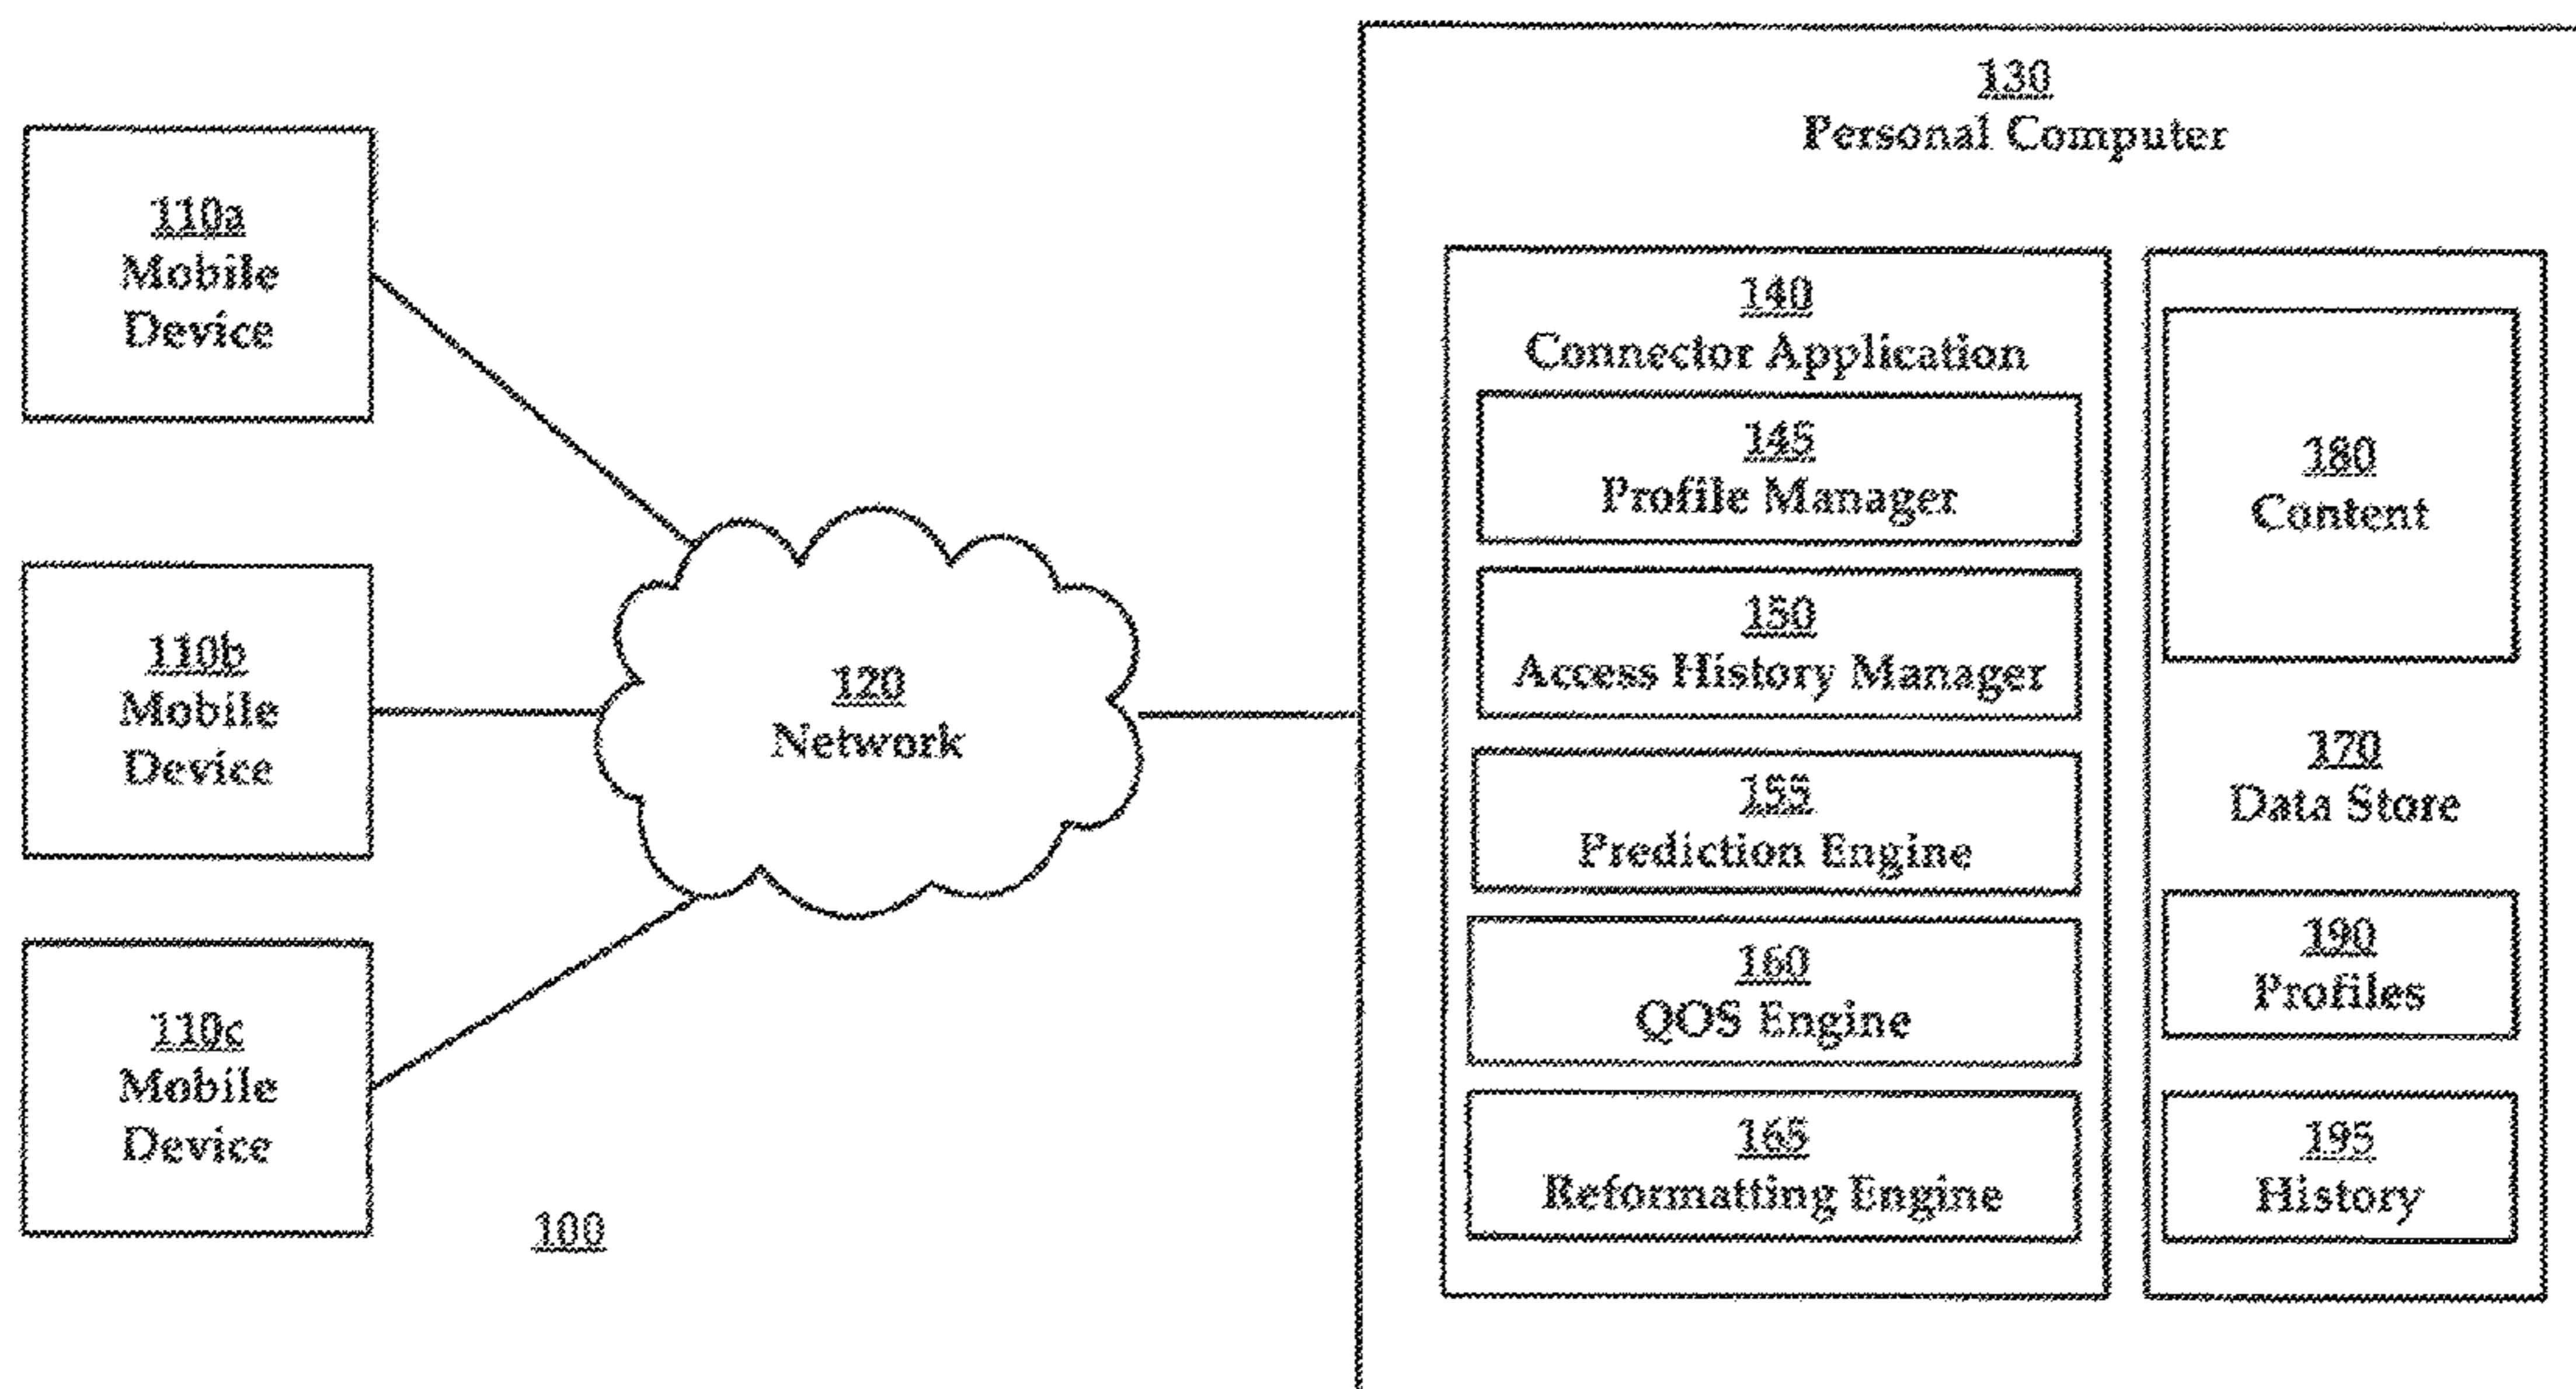 110a
Mobile
Device
110b
Mobile
Device
110c
Mobile
Device
100
120
Network
130
Personal Computer
140
Connector Application
145
Profile Manager
150
Access History Manager
155
Prediction Engine
160
QOS Engine
165
Reformatting Engine
180
Content
170
Data Store
190
Profiles
195
History